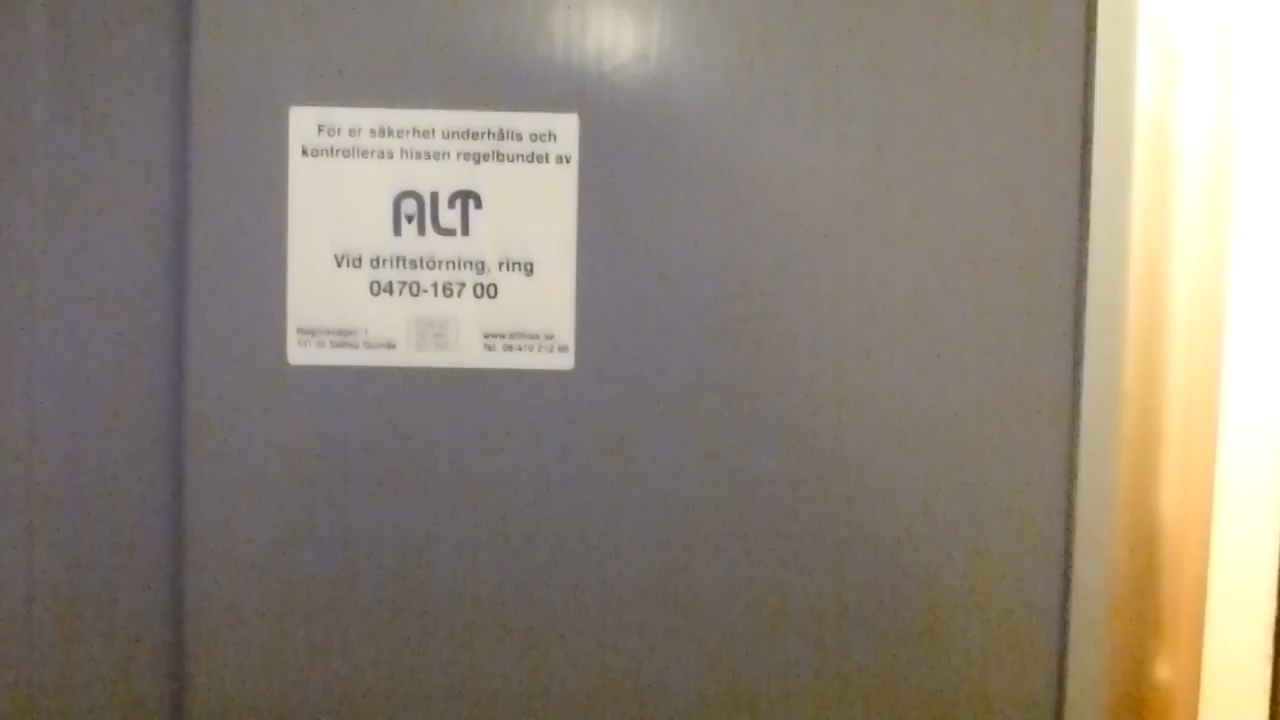 För er säkerhet underhålls och
kontrolleras hissen regelbundet av
ALT
Vid driftstörning, ring
0470-167 00